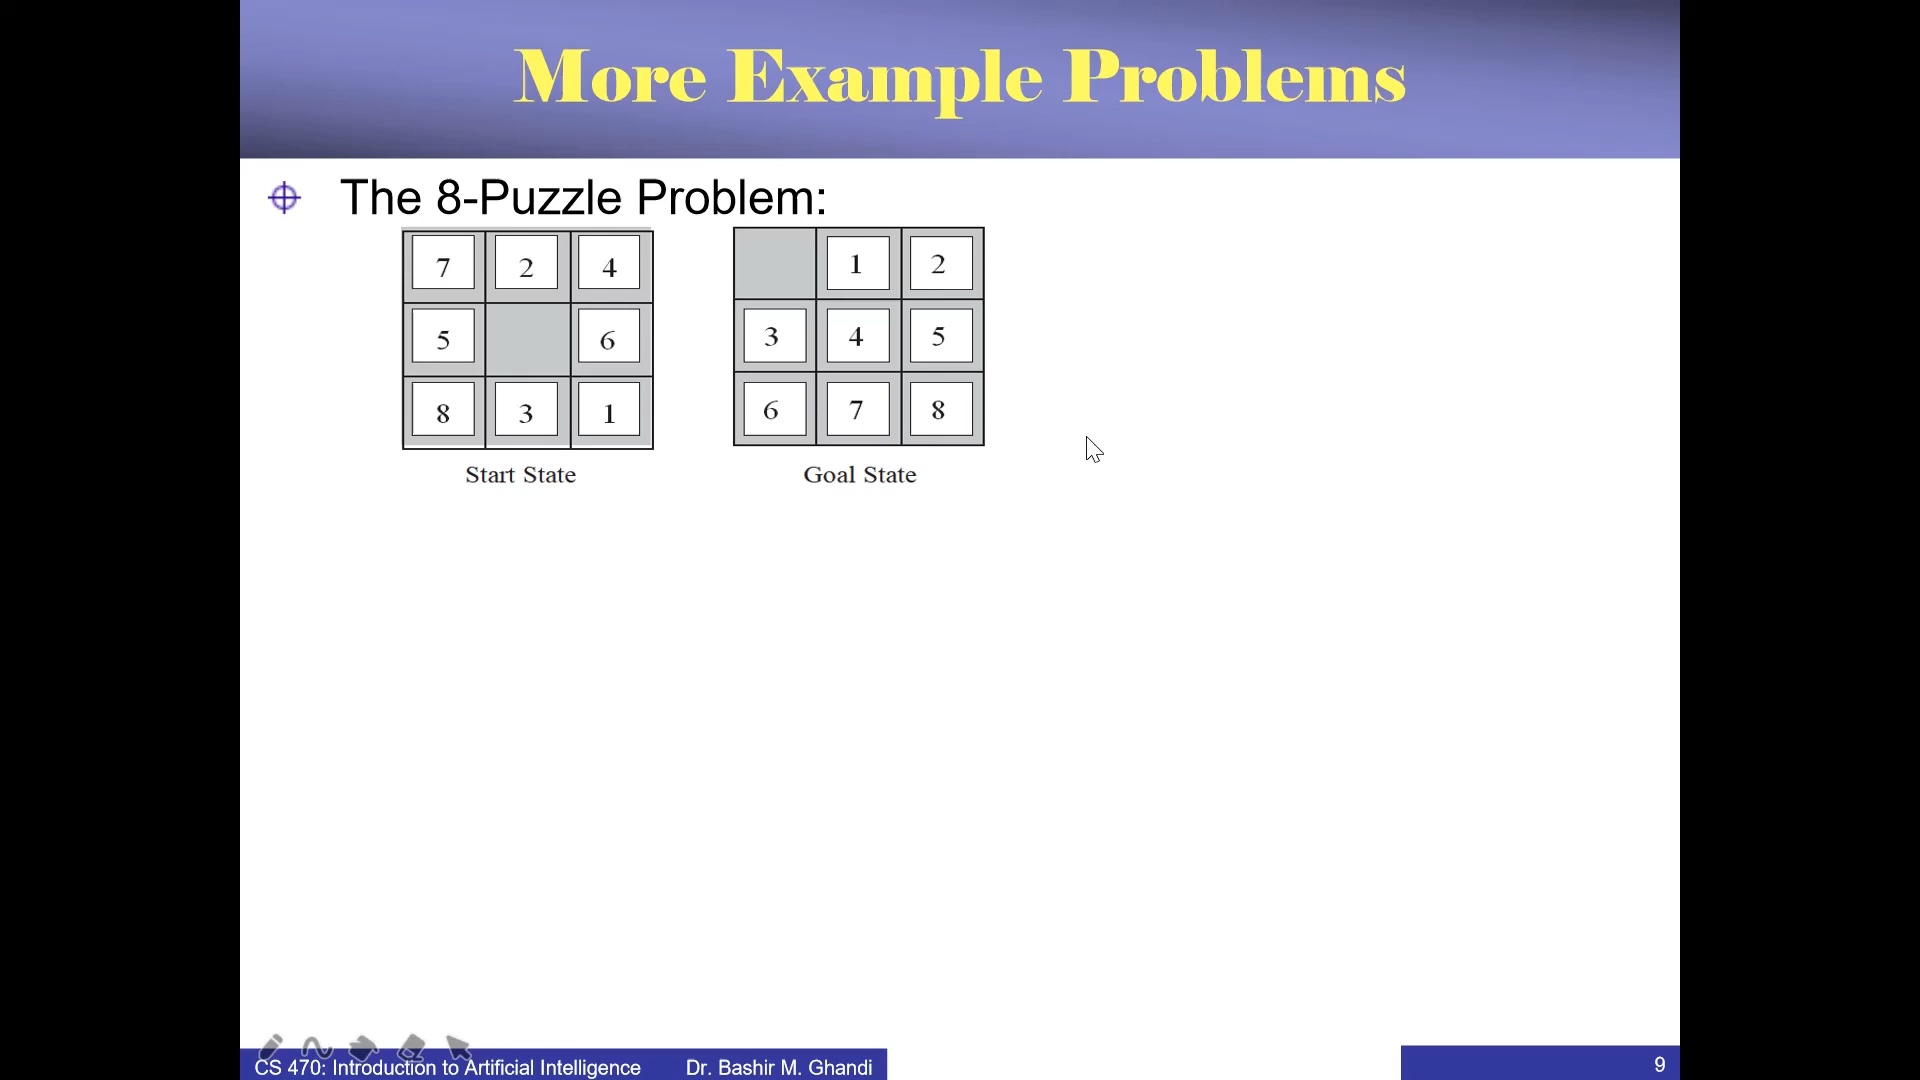 More Example Problems
The 8-Puzzle Problem:
7 2 4
5 6
8 3 1
Start State
1 2
3 4 5
6 7 8
Goal State
CS 470: Introduction to Artificial Intelligence Dr. Bashir M. Ghandi 9